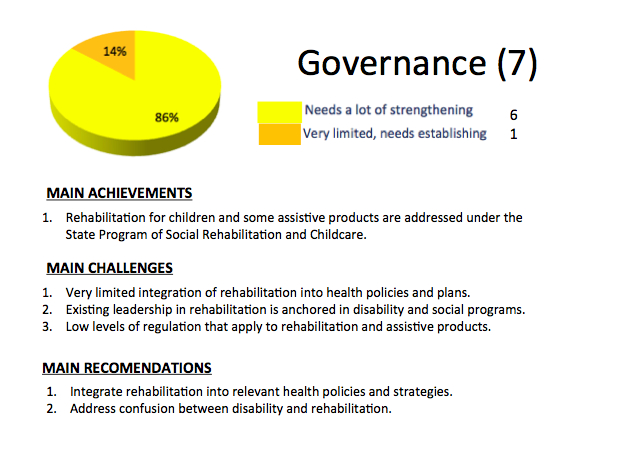 14%
86%
Governance (7)
Needs a lot of strengthening 6
Very limited, needs establishing 1
MAIN ACHIEVEMENTS
1. Rehabilitation for children and some assistive products are addressed under the
State Program of Social Rehabilitation and Childcare.
MAIN CHALLENGES
1. Very limited integration of rehabilitation into health policies and plans.
2. Existing leadership in rehabilitation is anchored in disability and social programs.
3. Low levels of regulation that apply to rehabilitation and assistive products.
MAIN RECOMENDATIONS
1. Integrate rehabilitation into relevant health policies and strategies.
2. Address confusion between disability and rehabilitation.